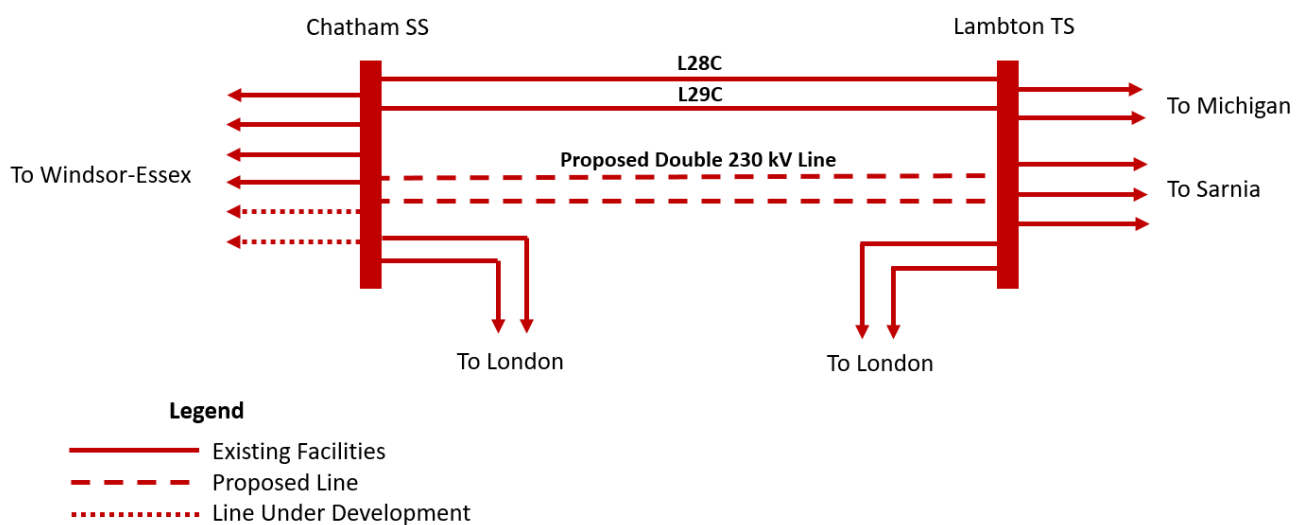 Chatham SS
Lambton TS
L28C
L29C
To Michigan
Proposed Double 230 kV Line
To Windsor-Essex
To Sarnia
To London
To London
Legend
Existing Facilities
Proposed Line
Line Under Development